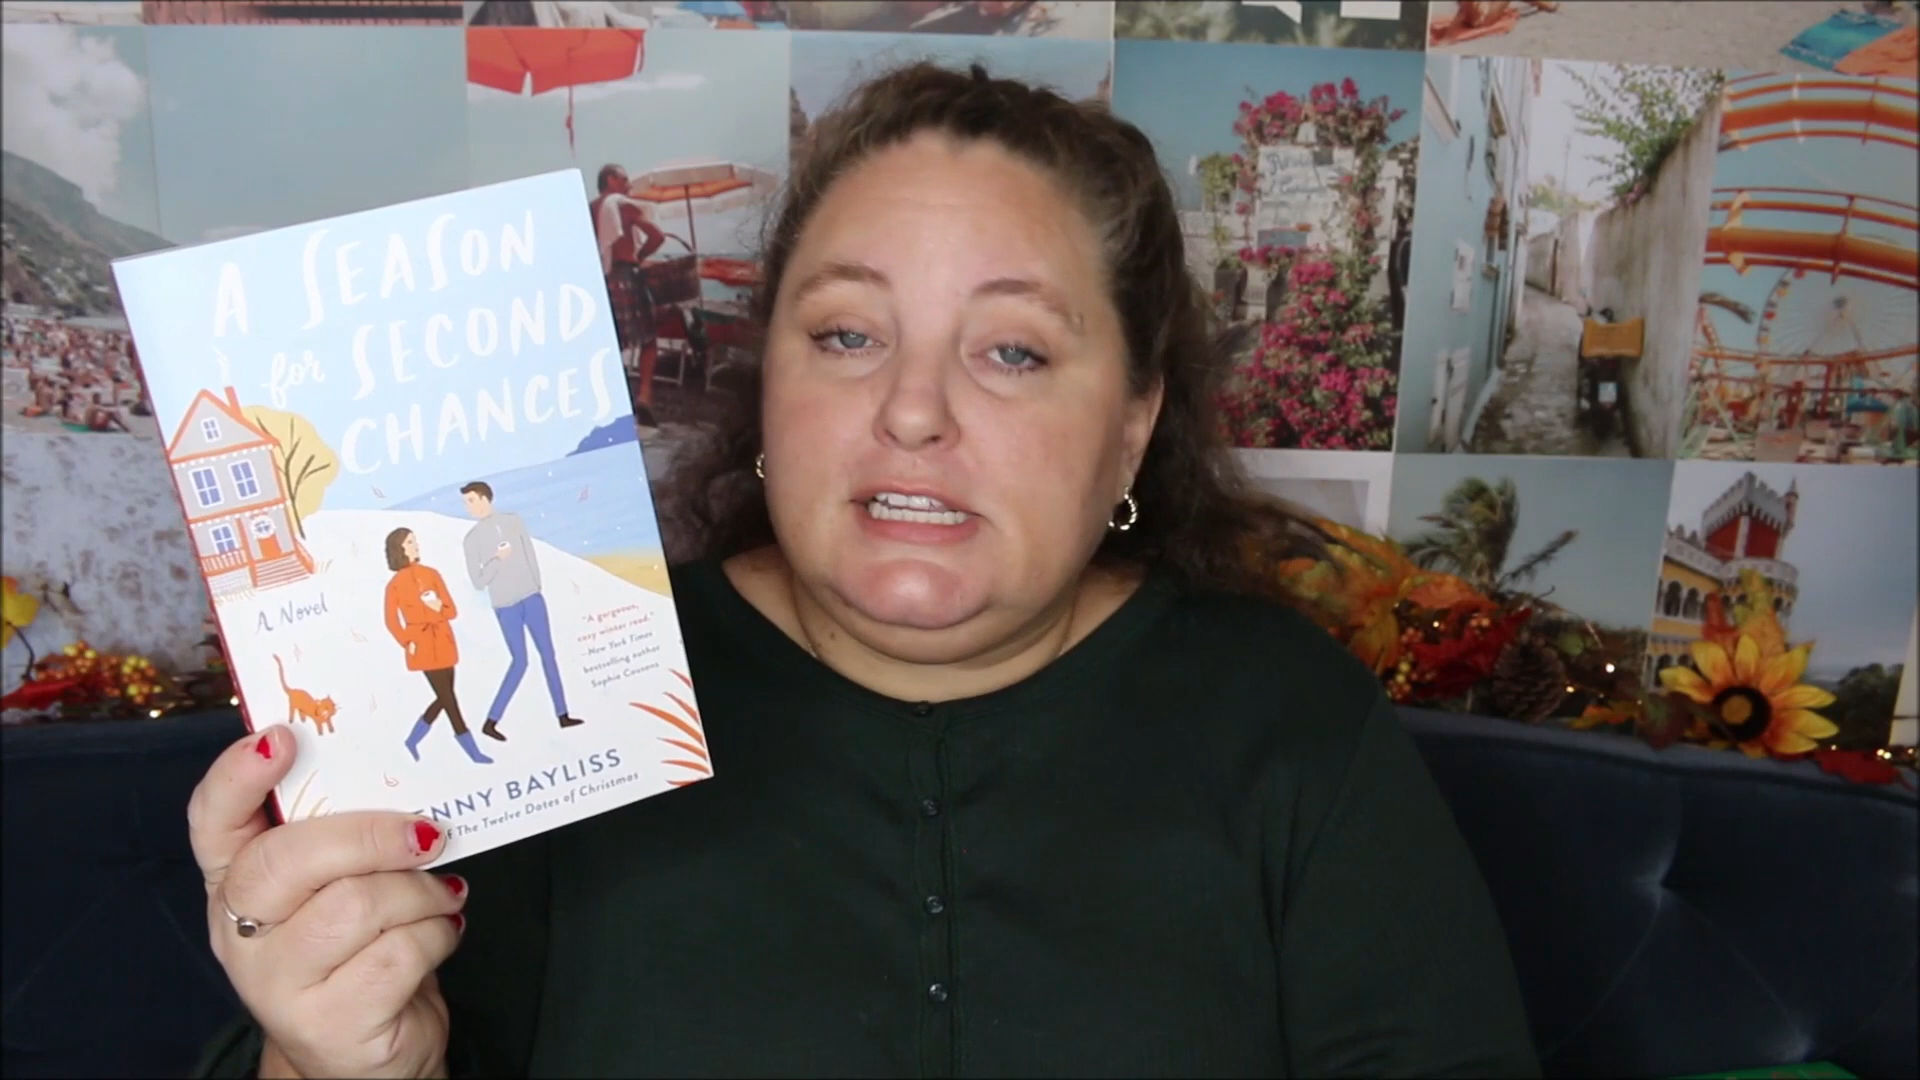 A SEASON
for SECOND
CHANCES
A Novel
"A gorgeous,
cozy winter read."
—New York Times
bestselling author
Sophie Cousens
ENNY BAYLISS
The Twelve Dates of Christmas